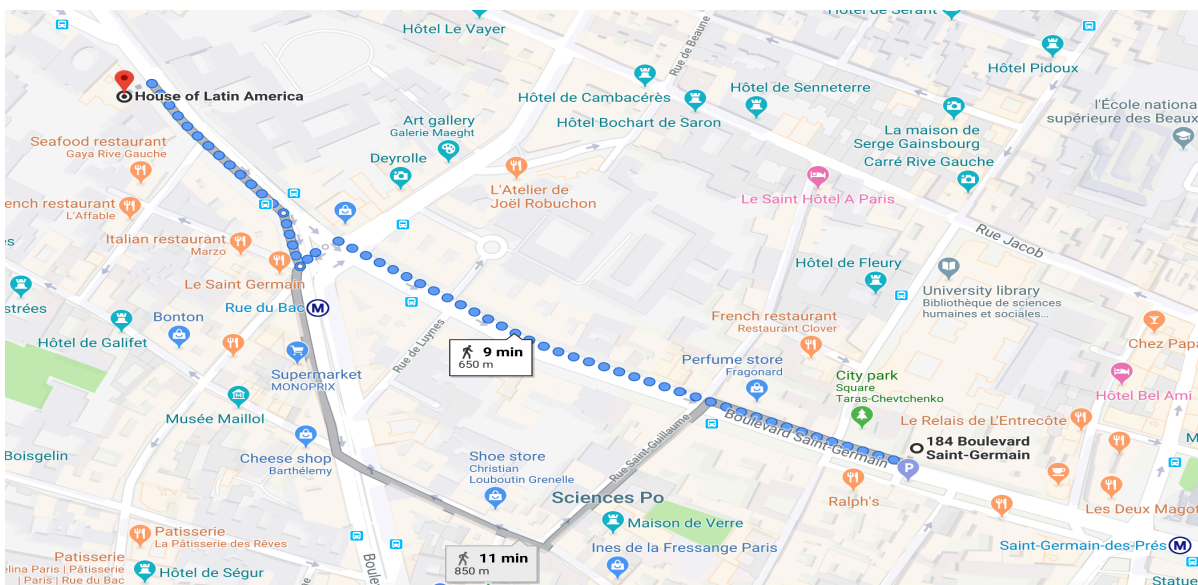 Hôtel Le Vayer
Hôtel de Sérant
Rue de Beaune
Hôtel Pidoux
House of Latin America
Hôtel de Cambacérès
Hôtel de Senneterre
Hôtel Bochart de Saron
l'École nationa
supérieure des Beaux
La maison de
Serge Gainsbourg
Carré Rive Gauche
Art gallery
Galerie Maeght
Seafood restaurant
Gaya Rive Gauche
Deyrolle
L'Atelier de
Joël Robuchon
Le Saint Hôtel A Paris
ench restaurant
L'Affable
Italian restaurant
Marzo
Rue Jacob
Le Saint Germain
Hôtel de Fleury
University library
Bibliothèque de sciences
humaines et sociales...
strées
Rue du Bac
M
Bonton
Hôtel de Galifet
Rue de Luynes
French restaurant
Restaurant Clover
Chez Papa
9 min
650 m
Supermarket
MONOPRIX
Perfume store
Fragonard
City park
Square
Taras-Chevtchenko
Hôtel Bel Ami
Musée Maillol
Le Relais de L'Entrecôte
Boulevard Saint-Germain
Rue Saint-Guillaume
184 Boulevard
Saint-Germain
M
Boisgelin
Cheese shop
Barthélemy
Shoe store
Christian
Louboutin Grenelle
P
Sciences Po
Ralph's
Les Deux Magot
Maison de Verre
Patisserie
La Pâtisserie des Rêves
Boulev
11 min
850 m
Ines de la Fressange Paris
Saint-Germain-des-Prés
M
Patisserie
elina Paris | Pâtisserie
| Paris | Rue du Bac
Hôtel de Ségur
Statue